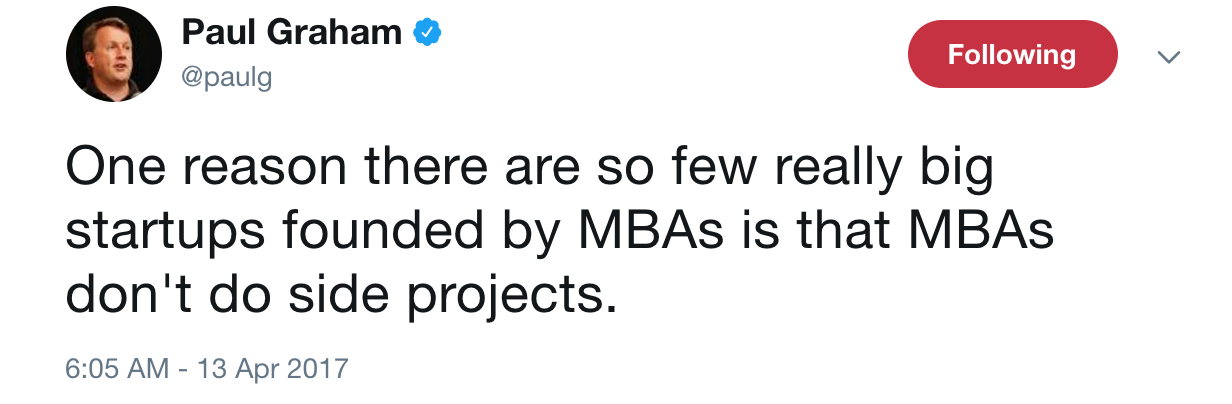 Paul Graham
@paulg
Following
One reason there are so few really big
startups founded by MBAs is that MBAs
don't do side projects.
6:05 AM - 13 Apr 2017